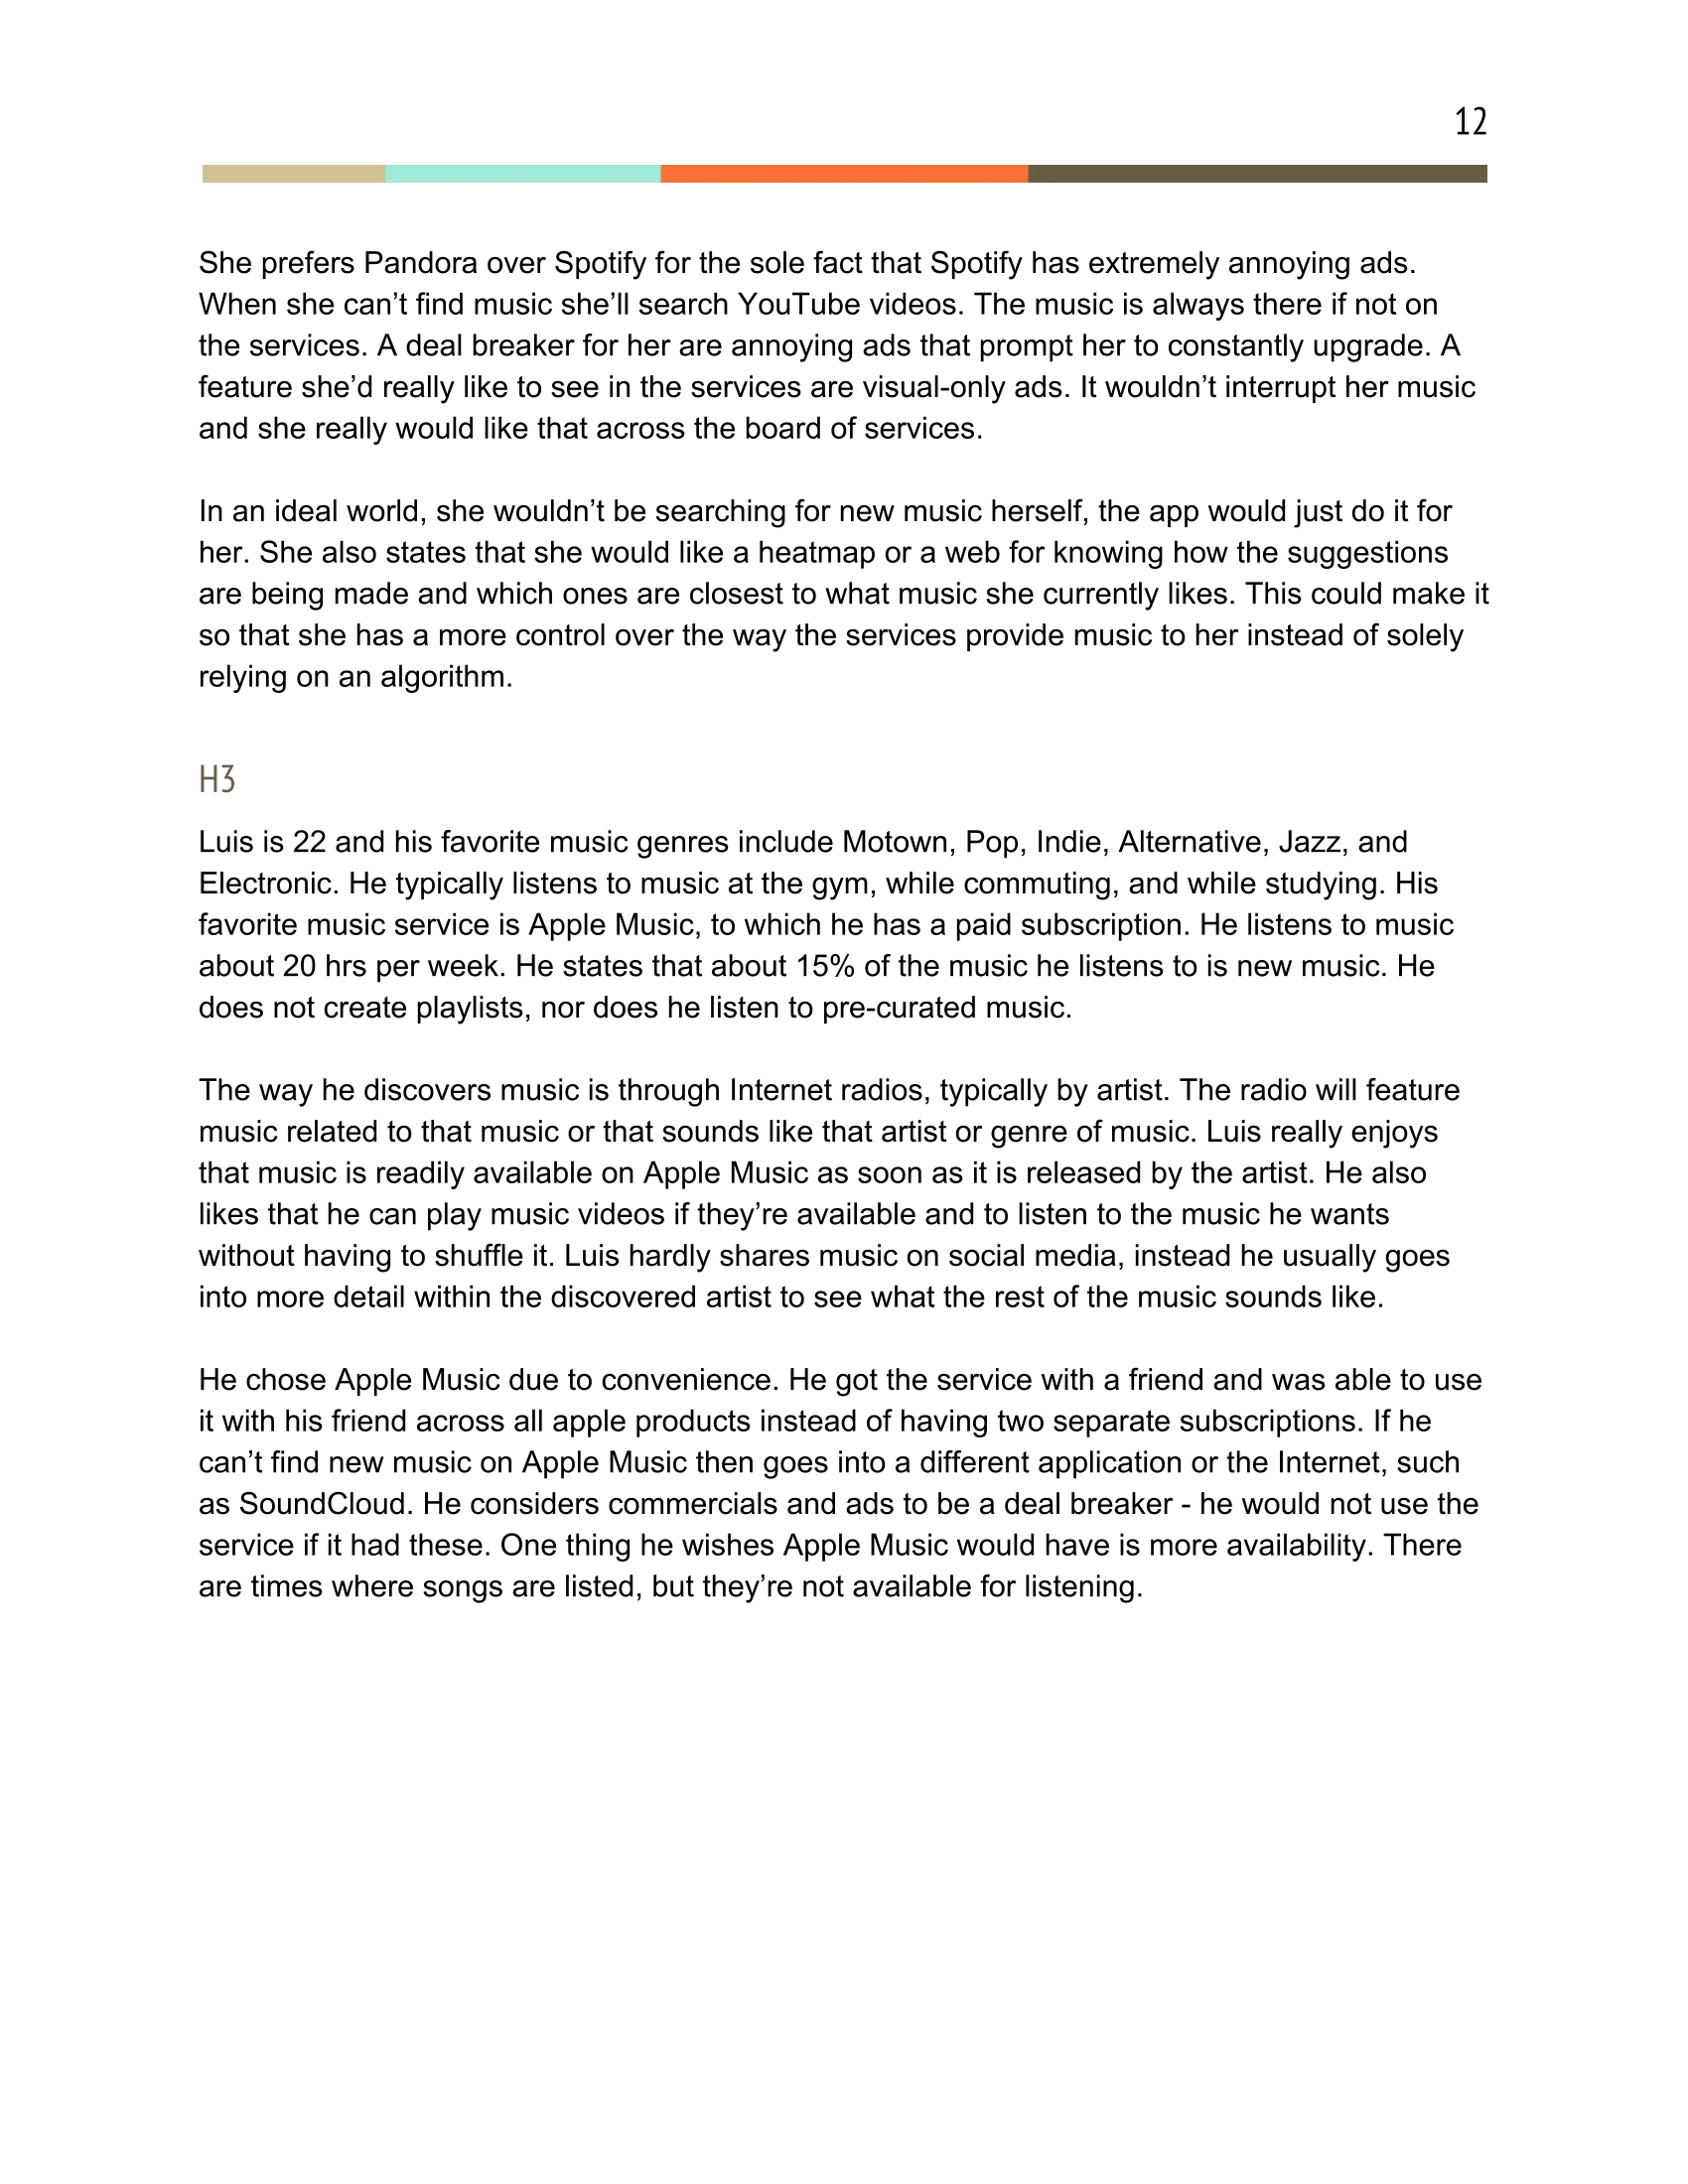 12
She prefers Pandora over Spotify for the sole fact that Spotify has extremely annoying ads.
When she can’t find music she’ll search YouTube videos. The music is always there if not on
the services. A deal breaker for her are annoying ads that prompt her to constantly upgrade. A
feature she’d really like to see in the services are visual-only ads. It wouldn’t interrupt her music
and she really would like that across the board of services.
In an ideal world, she wouldn’t be searching for new music herself, the app would just do it for
her. She also states that she would like a heatmap or a web for knowing how the suggestions
are being made and which ones are closest to what music she currently likes. This could make it
so that she has a more control over the way the services provide music to her instead of solely
relying on an algorithm.
H3
Luis is 22 and his favorite music genres include Motown, Pop, Indie, Alternative, Jazz, and
Electronic. He typically listens to music at the gym, while commuting, and while studying. His
favorite music service is Apple Music, to which he has a paid subscription. He listens to music
about 20 hrs per week. He states that about 15% of the music he listens to is new music. He
does not create playlists, nor does he listen to pre-curated music.
The way he discovers music is through Internet radios, typically by artist. The radio will feature
music related to that music or that sounds like that artist or genre of music. Luis really enjoys
that music is readily available on Apple Music as soon as it is released by the artist. He also
likes that he can play music videos if they’re available and to listen to the music he wants
without having to shuffle it. Luis hardly shares music on social media, instead he usually goes
into more detail within the discovered artist to see what the rest of the music sounds like.
He chose Apple Music due to convenience. He got the service with a friend and was able to use
it with his friend across all apple products instead of having two separate subscriptions. If he
can’t find new music on Apple Music then goes into a different application or the Internet, such
as SoundCloud. He considers commercials and ads to be a deal breaker - he would not use the
service if it had these. One thing he wishes Apple Music would have is more availability. There
are times where songs are listed, but they’re not available for listening.